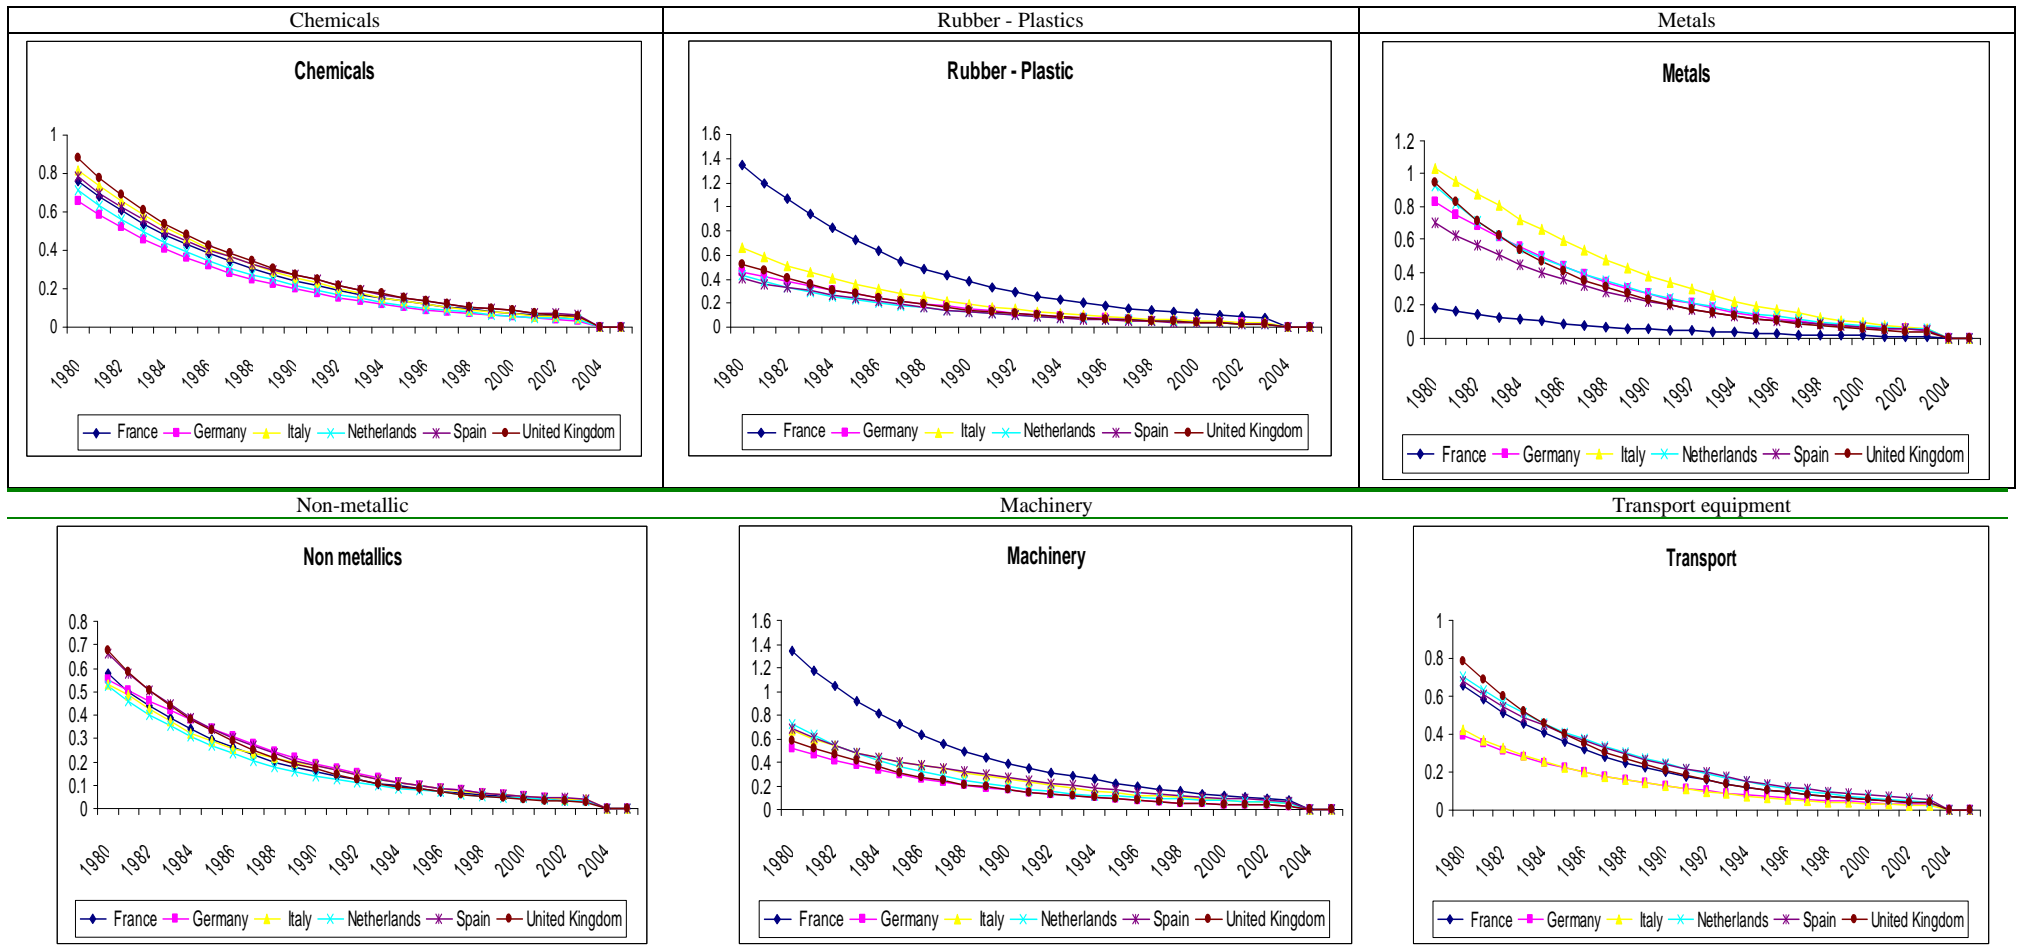 Chemicals
Rubber - Plastics
Metals
Chemicals
1
0.8
0.6
0.4
0.2
0
1980 1982 1984 1986 1988 1990 1992 1994 1996 1998 2000 2002 2004
France Germany Italy Netherlands Spain United Kingdom
Rubber - Plastic
1.6
1.4
1.2
1
0.8
0.6
0.4
0.2
0
1980 1982 1984 1986 1988 1990 1992 1994 1996 1998 2000 2002 2004
France Germany Italy Netherlands Spain United Kingdom
Metals
1.2
1
0.8
0.6
0.4
0.2
0
1980 1982 1984 1986 1988 1990 1992 1994 1996 1998 2000 2002 2004
France Germany Italy Netherlands Spain United Kingdom
Non-metallic
Machinery
Transport equipment
Non metallics
0.8
0.7
0.6
0.5
0.4
0.3
0.2
0.1
0
1980 1982 1984 1986 1988 1990 1992 1994 1996 1998 2000 2002 2004
France Germany Italy Netherlands Spain United Kingdom
Machinery
1.6
1.4
1.2
1
0.8
0.6
0.4
0.2
0
1980 1982 1984 1986 1988 1990 1992 1994 1996 1998 2000 2002 2004
France Germany Italy Netherlands Spain United Kingdom
Transport
1
0.8
0.6
0.4
0.2
0
1980 1982 1984 1986 1988 1990 1992 1994 1996 1998 2000 2002 2004
France Germany Italy Netherlands Spain United Kingdom